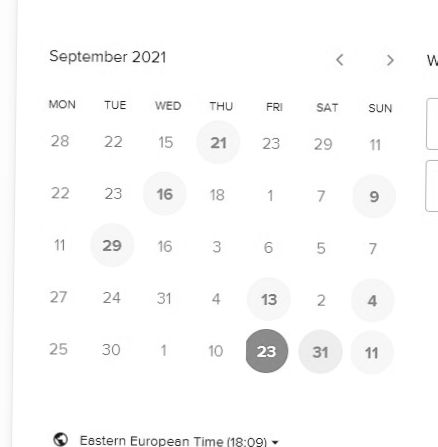 September 2021
W
MON TUE WED THU FRI SAT SUN
28 22 15 21 23 29 11
22 23 16 18 1 7 9
11 29 16 3 6 5 7
27 24 31 4 13 2 4
25 30 1 10 23 31 11
Eastern European Time (18:09)